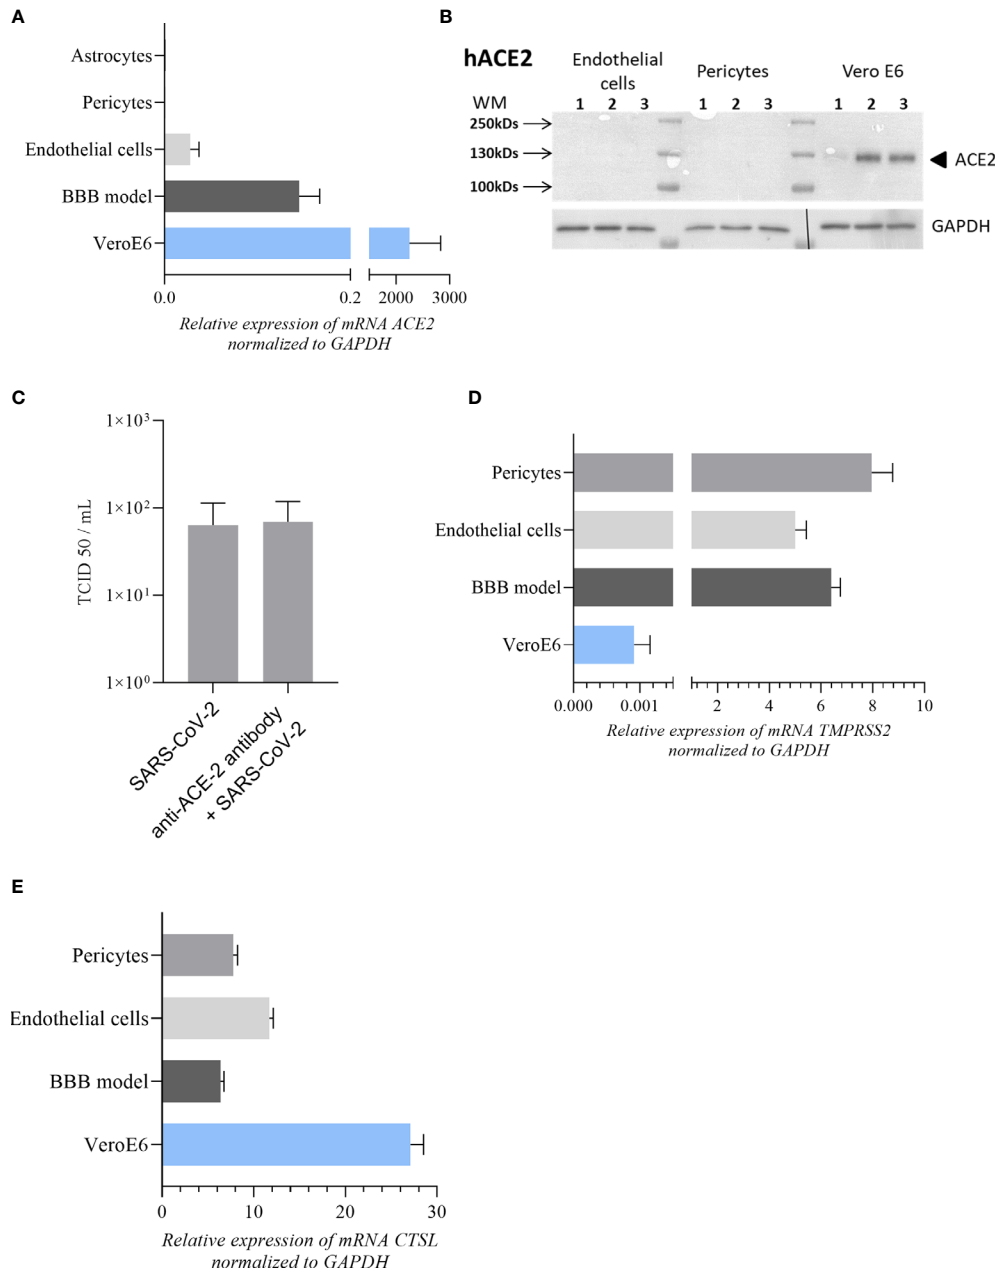 A
Astrocytes
Pericytes
Endothelial cells
BBB model
VeroE6
0.0 0.2 2000 3000
Relative expression of mRNA ACE2
normalized to GAPDH
B
hACE2
Endothelial
cells
Pericytes
Vero E6
WM
1 2 3 1 2 3 1 2 3
250kDs
130kDs
100kDs
ACE2
GAPDH
C
1×10³
1×10²
1×10¹
1×10⁰
TCID 50 / mL
SARS-CoV-2
anti-ACE-2 antibody
+ SARS-CoV-2
D
Pericytes
Endothelial cells
BBB model
VeroE6
0.000 0.001 2 4 6 8 10
Relative expression of mRNA TMPRSS2
normalized to GAPDH
E
Pericytes
Endothelial cells
BBB model
VeroE6
0 10 20 30
Relative expression of mRNA CTSL
normalized to GAPDH